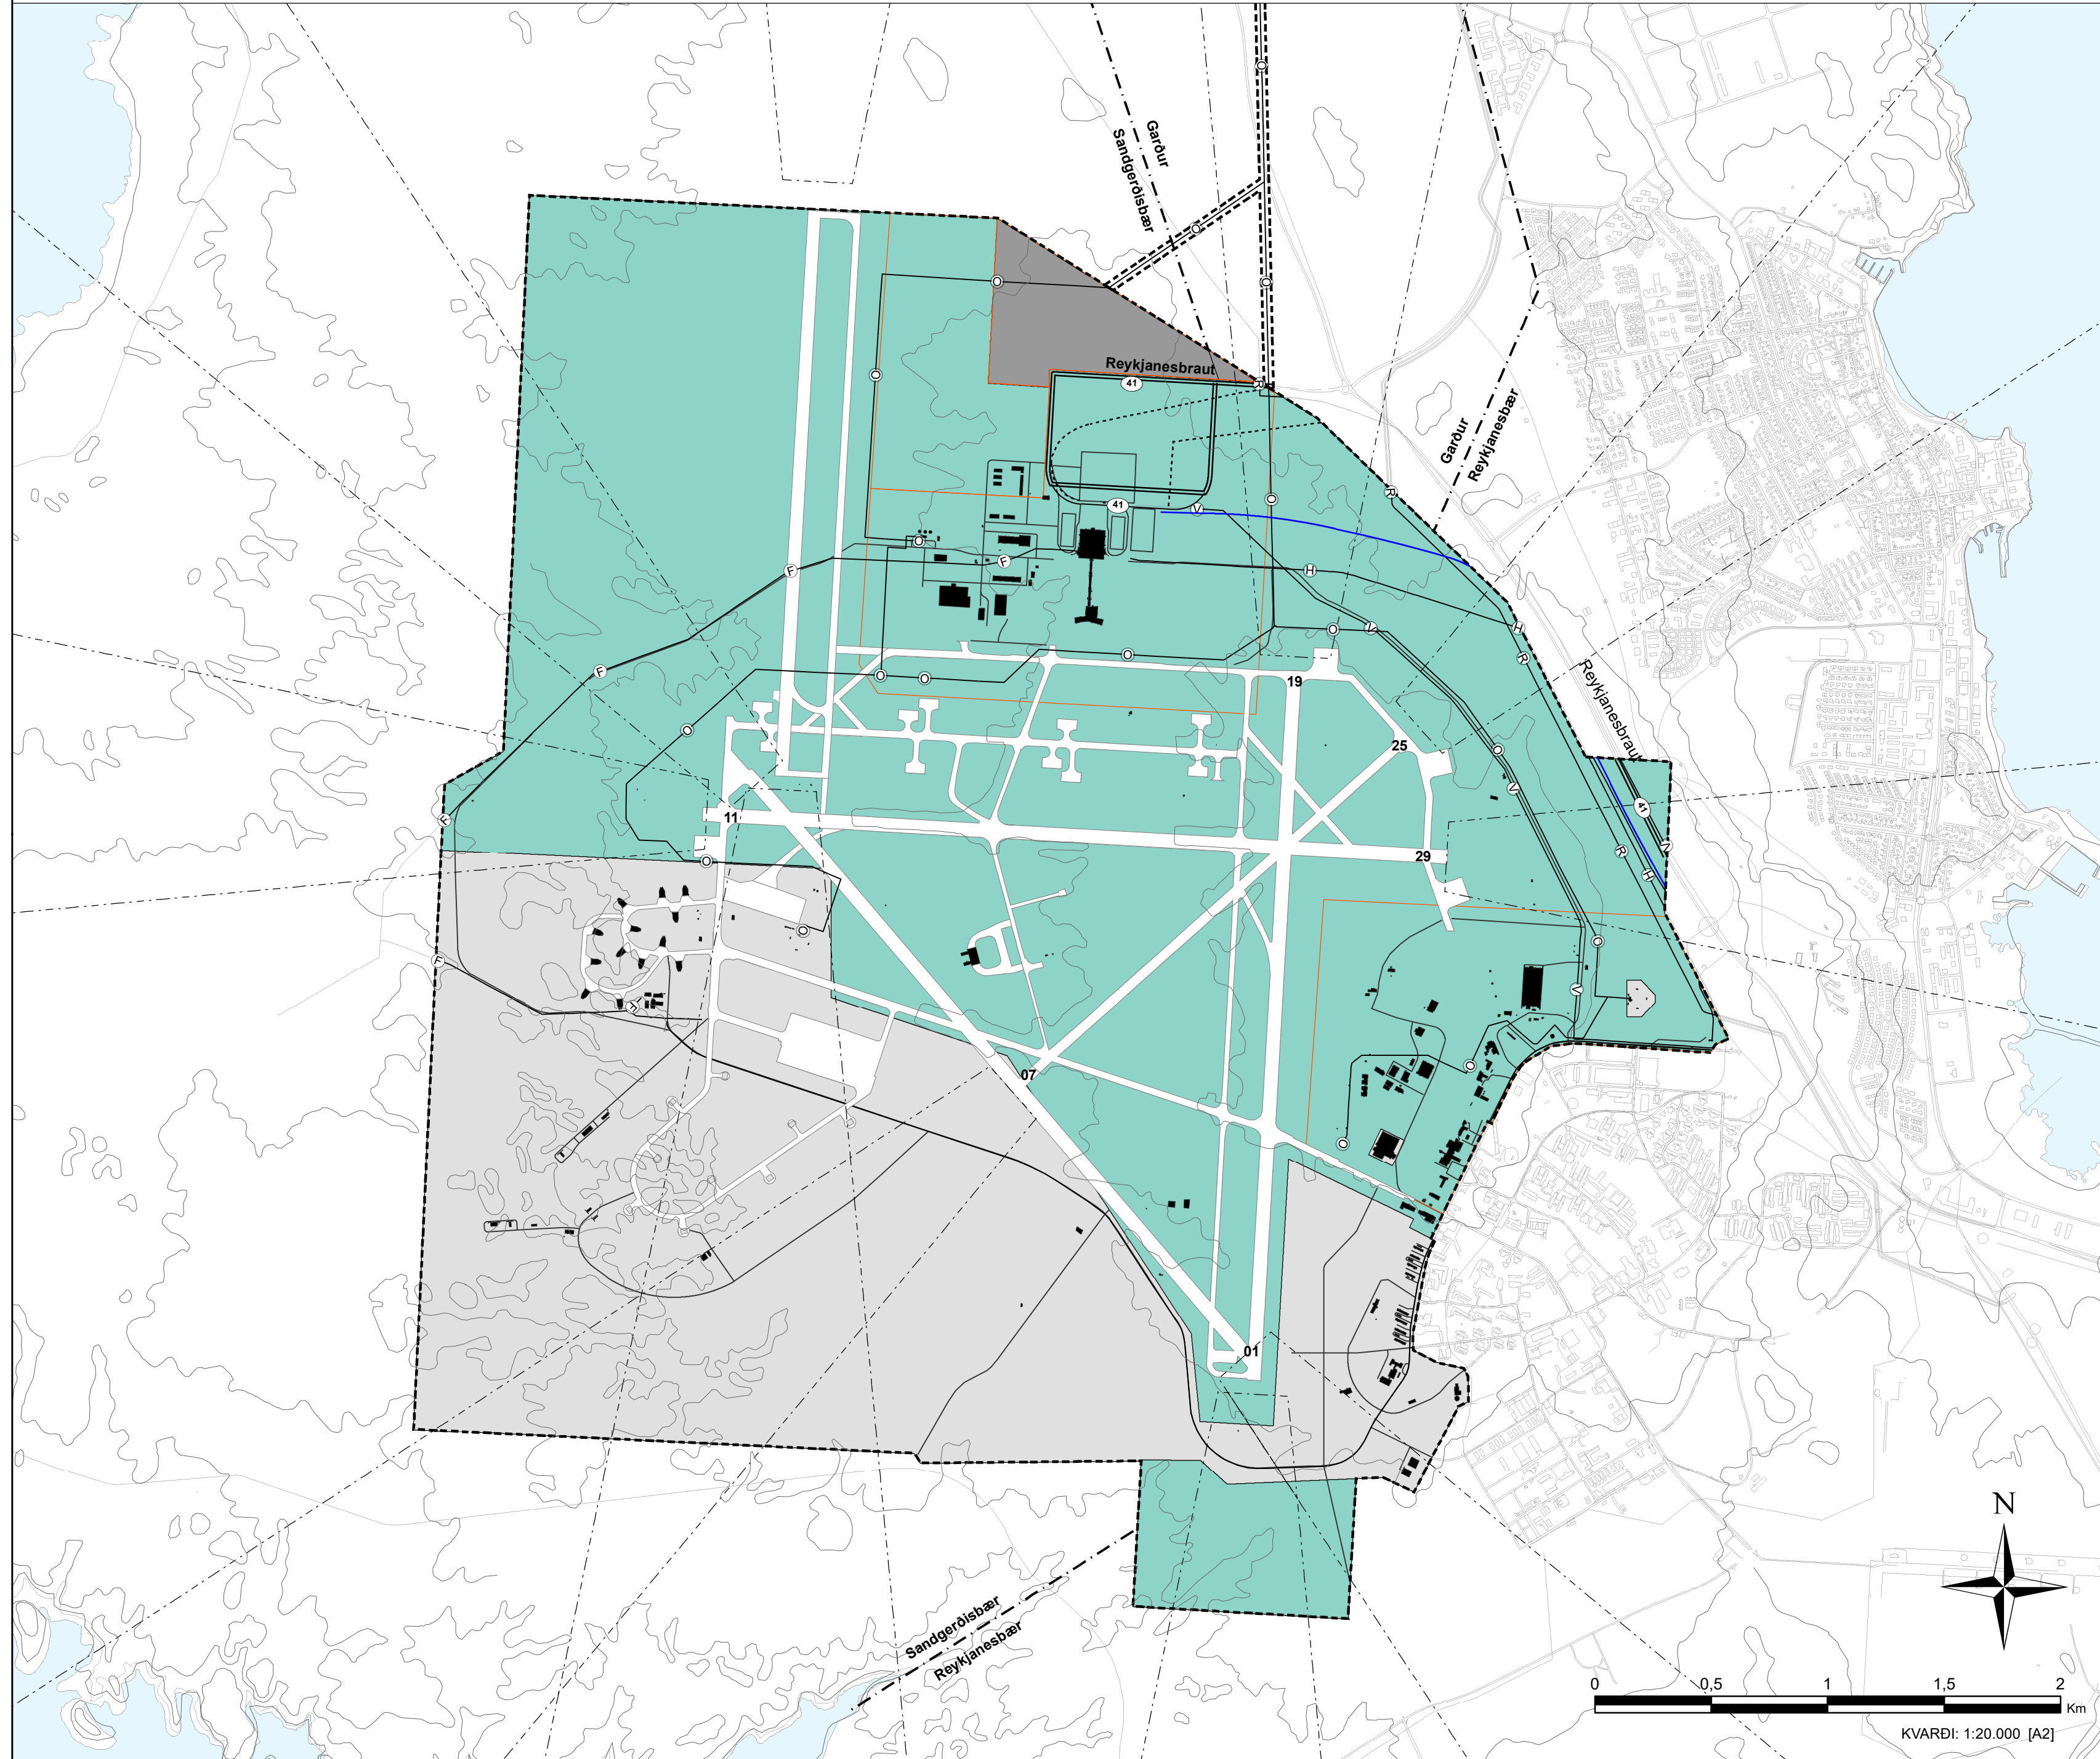 Garður
Sandgerðisbær
O
O
O
O
O
Reykjanesbraut
41
R
Garður
Reykjanesbær
R
O
41
V
O
F
F
H
H
O
V
R
O
F
O
O
19
Reykjanesbraut
O
25
O
V
41
V
F
11
O
29
R
H
O
O
F
V
F
07
O
O
01
N
Sandgerðisbær
Reykjanesbær
0 0,5 1 1,5 2
Km
KVARÐI: 1:20.000 [A2]